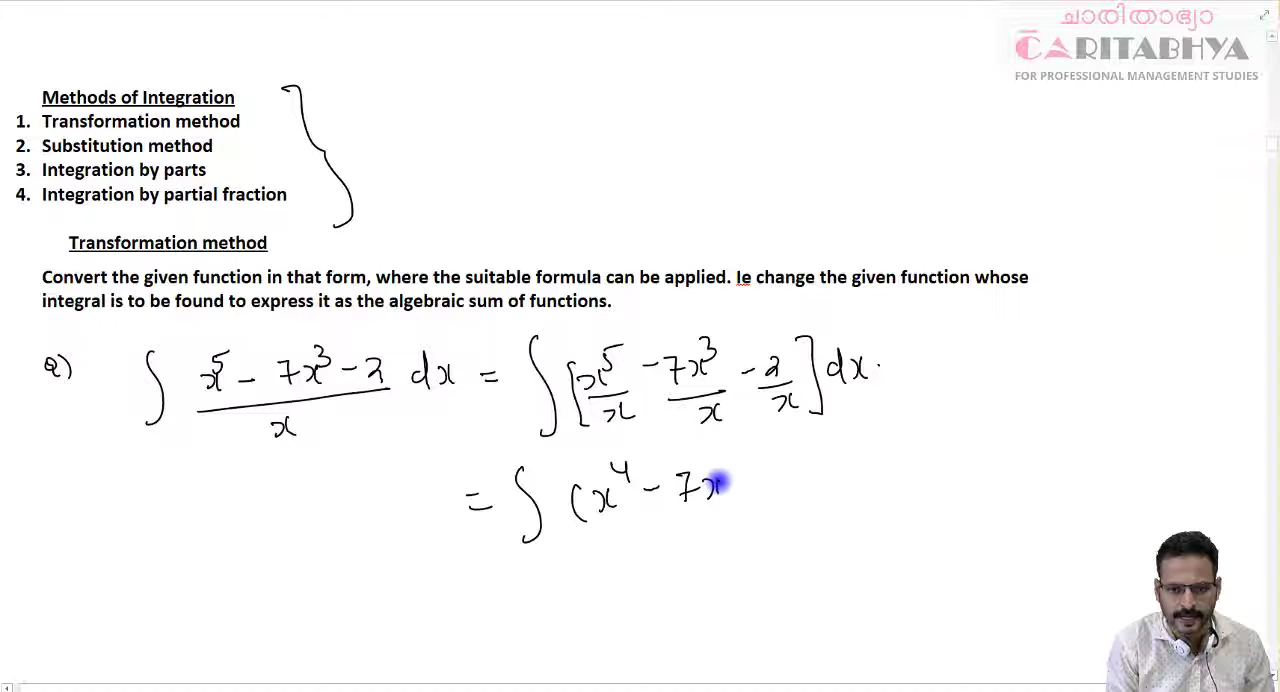 ചാരിതാഭ്യാ
CARITABHYA
FOR PROFESSIONAL MANAGEMENT STUDIES
Methods of Integration
1. Transformation method
2. Substitution method
3. Integration by parts
4. Integration by partial fraction
Transformation method
Convert the given function in that form, where the suitable formula can be applied. Ie change the given function whose
integral is to be found to express it as the algebraic sum of functions.
Q) ∫ (x⁵ - 7x³ - 2)/x dx = ∫ [x⁵/x - 7x³/x - 2/x] dx.
= ∫ (x⁴ - 7x